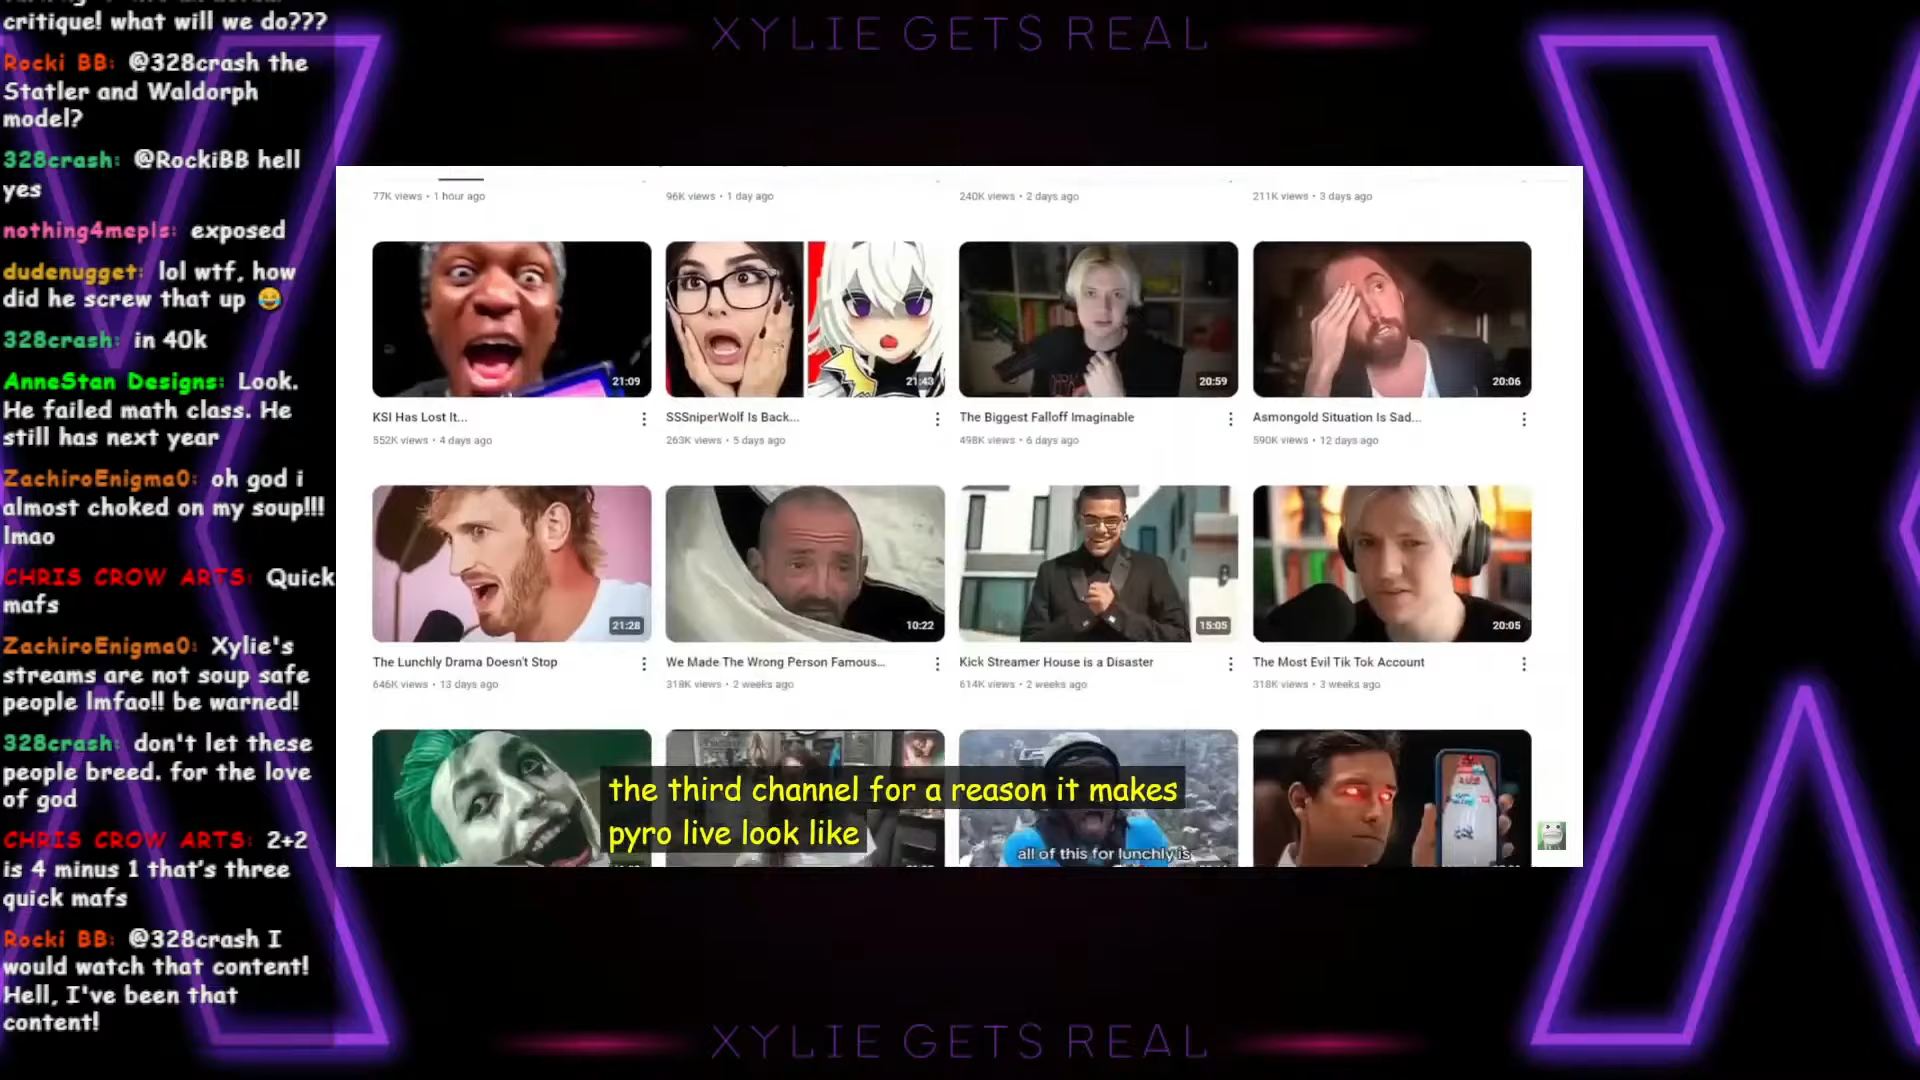 XYLIE GETS REAL
critique! what will we do???
Rocki BB: @328crash the
Statler and Waldorph
model?
328crash: @RockiBB hell
yes
nothing4mepls: exposed
dudenugget: lol wtf, how
did he screw that up 😂
328crash: in 40k
AnneStan Designs: Look.
He failed math class. He
still has next year
ZachiroEnigma0: oh god i
almost choked on my soup!!!
lmao
CHRIS CROW ARTS: Quick
mafs
ZachiroEnigma0: Xylie's
streams are not soup safe
people lmfao!! be warned!
328crash: don't let these
people breed. for the love
of god
CHRIS CROW ARTS: 2+2
is 4 minus 1 that's three
quick mafs
Rocki BB: @328crash I
would watch that content!
Hell, I've been that
content!
77K views • 1 hour ago
96K views • 1 day ago
240K views • 2 days ago
211K views • 3 days ago
21:09
21:43
20:59
20:06
KSI Has Lost It...
SSSniperWolf Is Back...
The Biggest Falloff Imaginable
Asmongold Situation Is Sad...
552K views • 4 days ago
263K views • 5 days ago
498K views • 6 days ago
590K views • 12 days ago
21:28
10:22
15:05
20:05
The Lunchly Drama Doesn't Stop
We Made The Wrong Person Famous...
Kick Streamer House is a Disaster
The Most Evil Tik Tok Account
646K views • 13 days ago
318K views • 2 weeks ago
614K views • 2 weeks ago
318K views • 3 weeks ago
the third channel for a reason it makes
pyro live look like
all of this for lunchly is
XYLIE GETS REAL